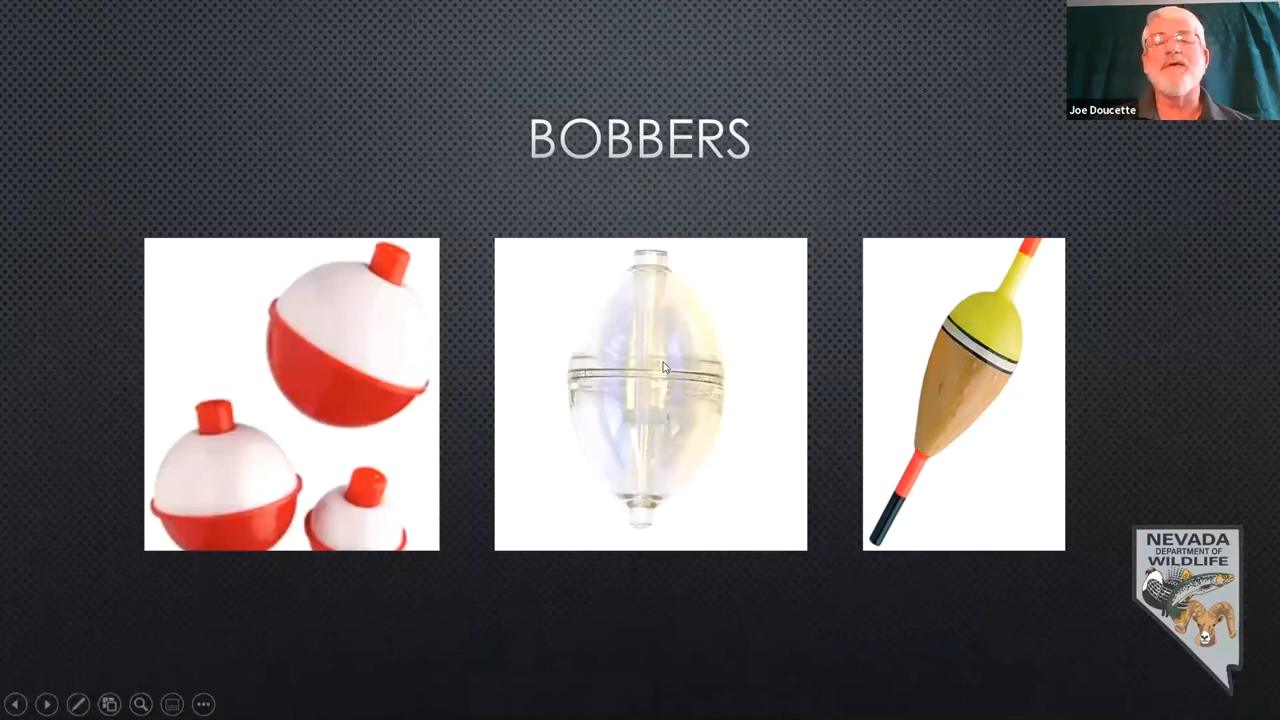 Joe Doucette
BOBBERS
NEVADA
DEPARTMENT OF
WILDLIFE